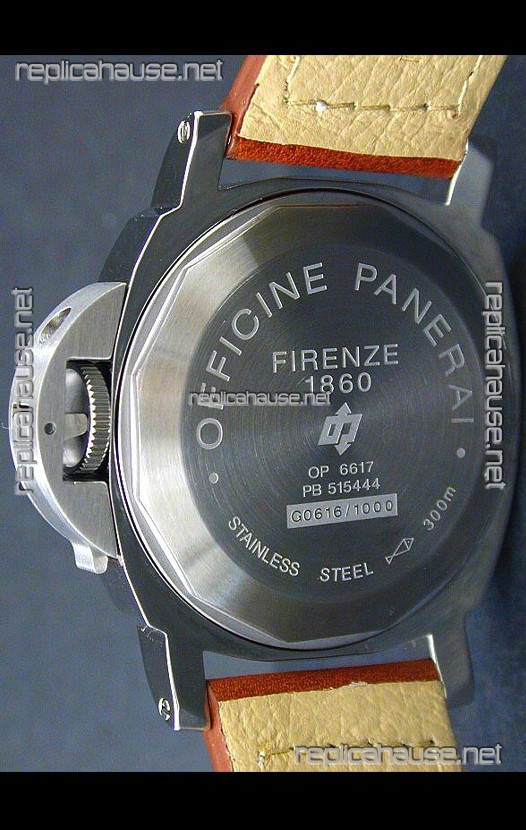 replicahause.net
OFFICINE PANERAI
FIRENZE
1860
replicahause.net
OP 6617
PB 515444
G0616/1000
STAINLESS STEEL 300m
replicahause.net
replicahause.net
replicahause.net